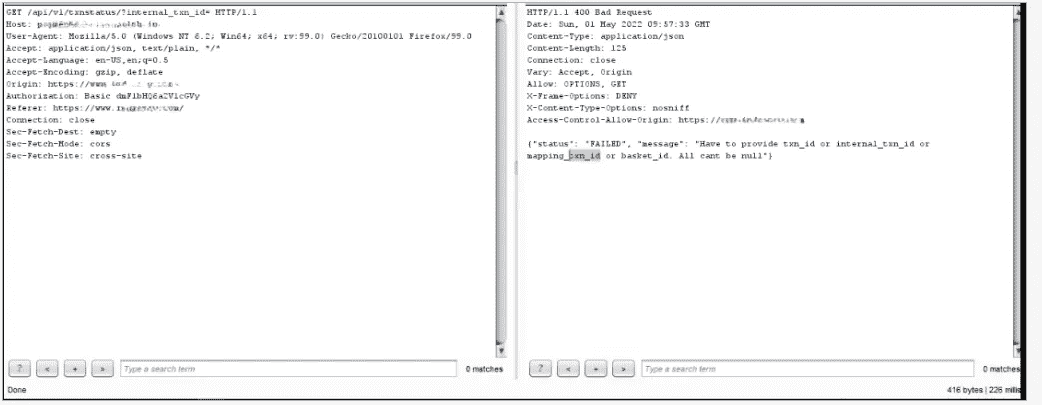 GET /api/v1/txnstatus/?internal_txn_id= HTTP/1.1
Host:
User-Agent: Mozilla/5.0 (Windows NT 6.2; Win64; x64; rv:99.0) Gecko/20100101 Firefox/99.0
Accept: application/json, text/plain, */*
Accept-Language: en-US,en;q=0.5
Accept-Encoding: gzip, deflate
Origin: https://www
Authorization: Basic
Referer: https://www.
Connection: close
Sec-Fetch-Dest: empty
Sec-Fetch-Mode: cors
Sec-Fetch-Site: cross-site
? < + > Type a search term 0 matches
Done
HTTP/1.1 400 Bad Request
Date: Sun, 01 May 2022 09:57:33 GMT
Content-Type: application/json
Content-Length: 125
Connection: close
Vary: Accept, Origin
Allow: OPTIONS, GET
X-Frame-Options: DENY
X-Content-Type-Options: nosniff
Access-Control-Allow-Origin: https://
{"status": "FAILED", "message": "Have to provide txn_id or internal_txn_id or
mapping_txn_id or basket_id. All cant be null"}
? < + > Type a search term 0 matches
416 bytes | 226 millis